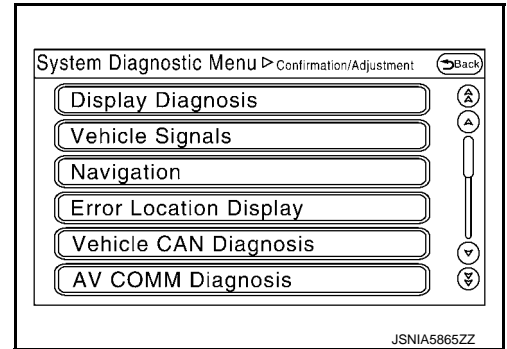 System Diagnostic Menu ▷ Confirmation/Adjustment Back
Display Diagnosis
Vehicle Signals
Navigation
Error Location Display
Vehicle CAN Diagnosis
AV COMM Diagnosis
JSNIA5865ZZ